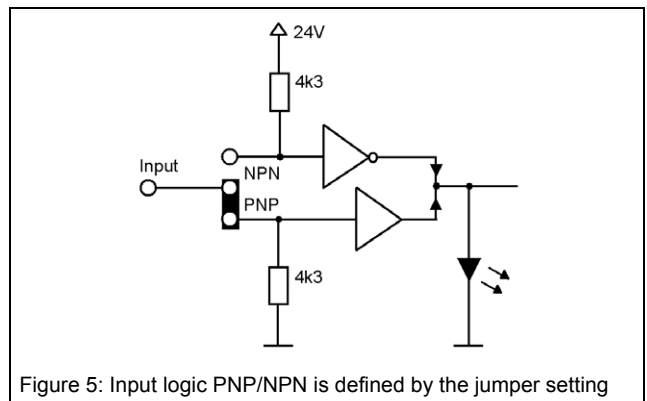 24V
4k3
Input
NPN
PNP
4k3
Figure 5: Input logic PNP/NPN is defined by the jumper setting